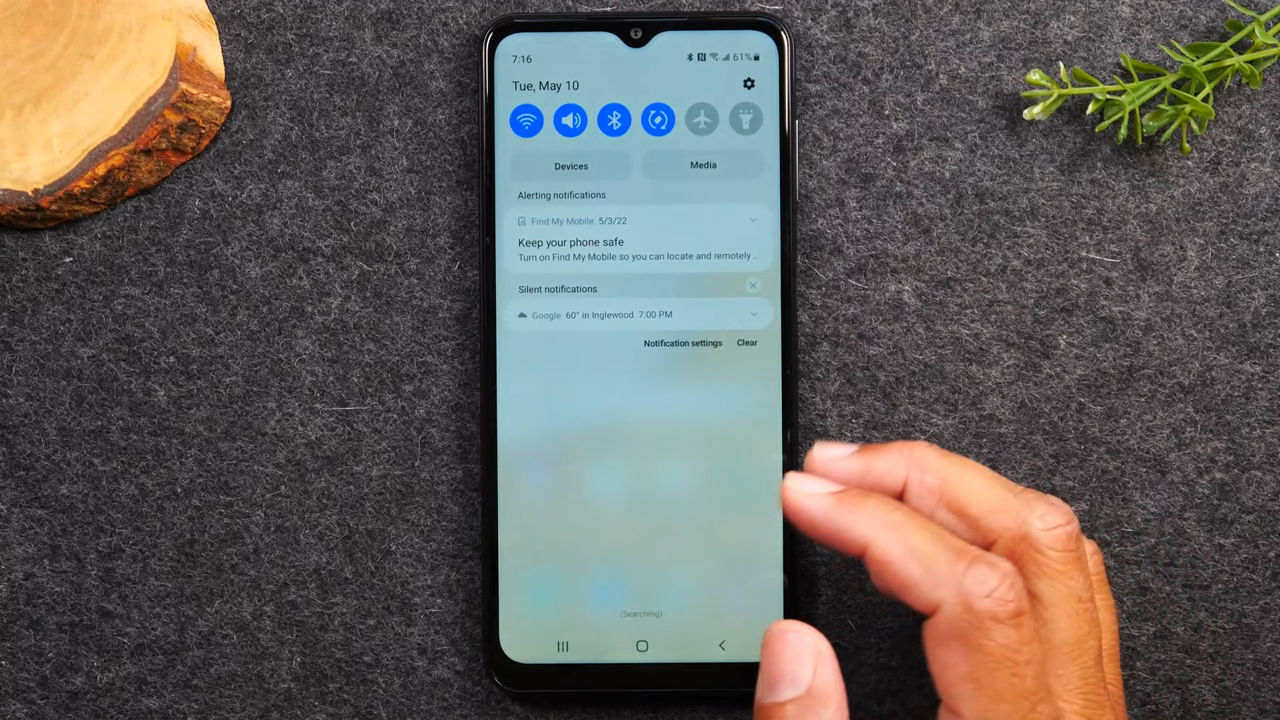 7:16 61%
Tue, May 10
Devices Media
Alerting notifications
Find My Mobile 5/3/22
Keep your phone safe
Turn on Find My Mobile so you can locate and remotely ..
Silent notifications
Google 60° in Inglewood 7:00 PM
Notification settings Clear
(Searching)